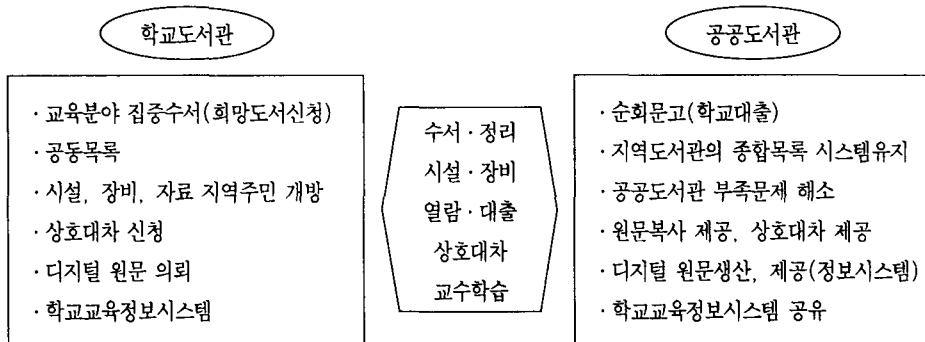 학교도서관
공공도서관
· 교육분야 집중수서(희망도서신청)
· 공동목록
· 시설, 장비, 자료 지역주민 개방
· 상호대차 신청
· 디지털 원문 의뢰
· 학교교육정보시스템
수서 · 정리
시설 · 장비
열람 · 대출
상호대차
교수학습
· 순회문고(학교대출)
· 지역도서관의 종합목록 시스템유지
· 공공도서관 부족문제 해소
· 원문복사 제공, 상호대차 제공
· 디지털 원문생산, 제공(정보시스템)
· 학교교육정보시스템 공유